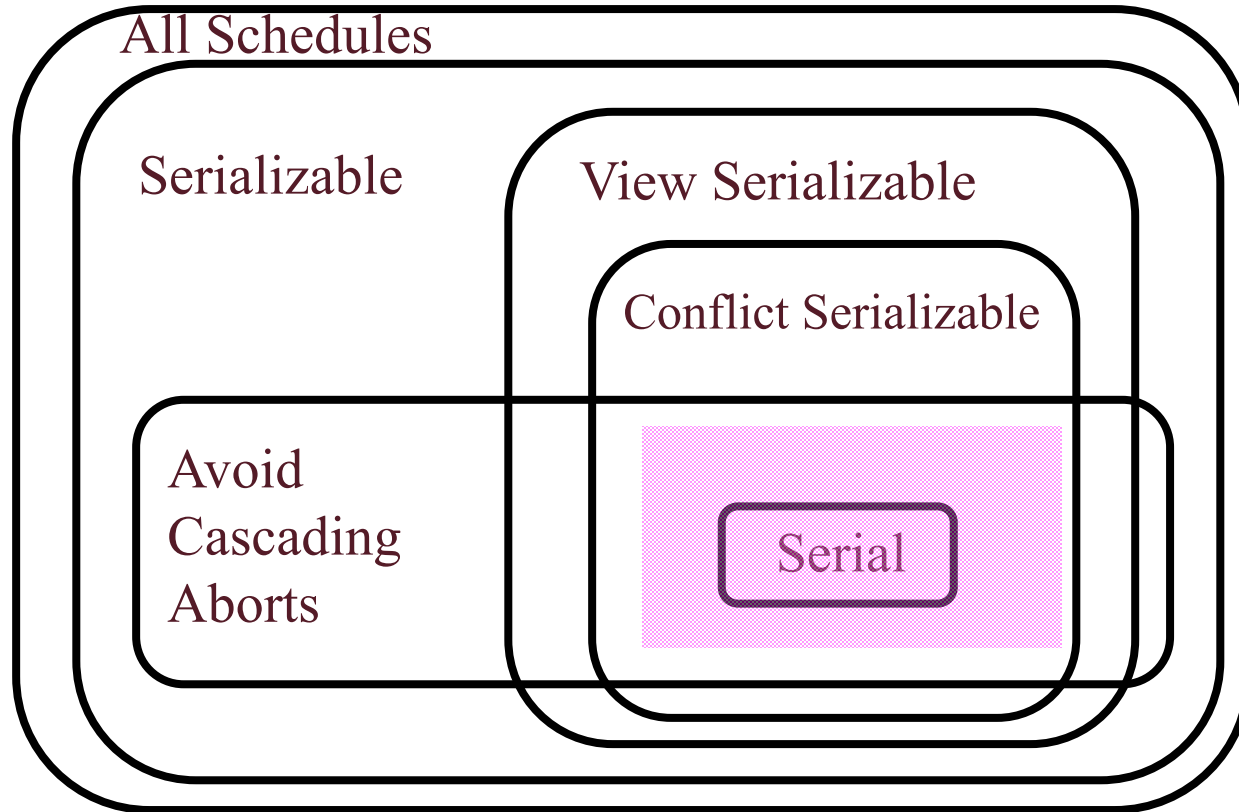 All Schedules
Serializable
View Serializable
Conflict Serializable
Avoid
Cascading
Aborts
Serial